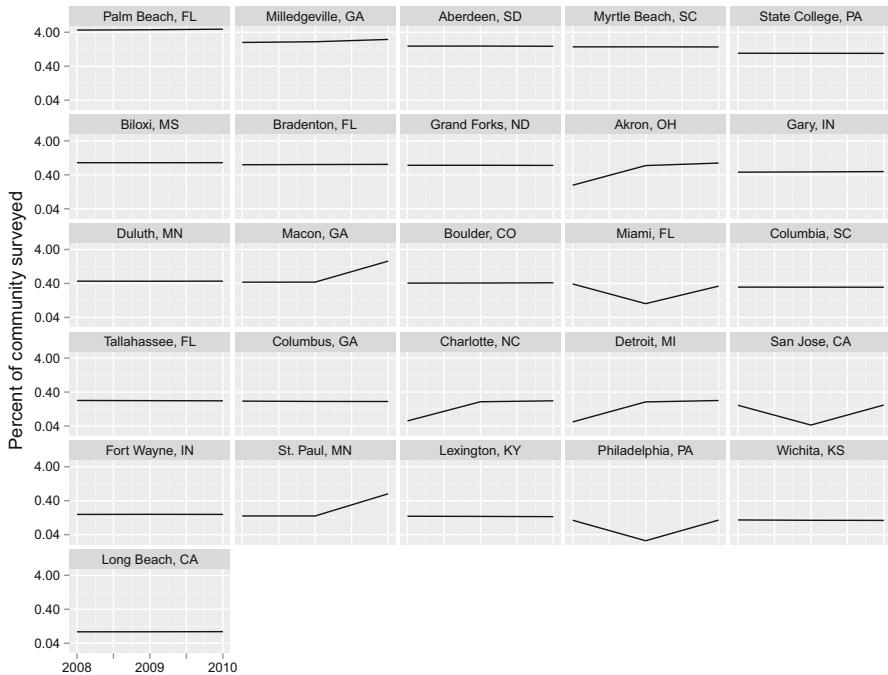 Percent of community surveyed
Palm Beach, FL Milledgeville, GA Aberdeen, SD Myrtle Beach, SC State College, PA
4.00
0.40
0.04
Biloxi, MS Bradenton, FL Grand Forks, ND Akron, OH Gary, IN
4.00
0.40
0.04
Duluth, MN Macon, GA Boulder, CO Miami, FL Columbia, SC
4.00
0.40
0.04
Tallahassee, FL Columbus, GA Charlotte, NC Detroit, MI San Jose, CA
4.00
0.40
0.04
Fort Wayne, IN St. Paul, MN Lexington, KY Philadelphia, PA Wichita, KS
4.00
0.40
0.04
Long Beach, CA
4.00
0.40
0.04
2008 2009 2010